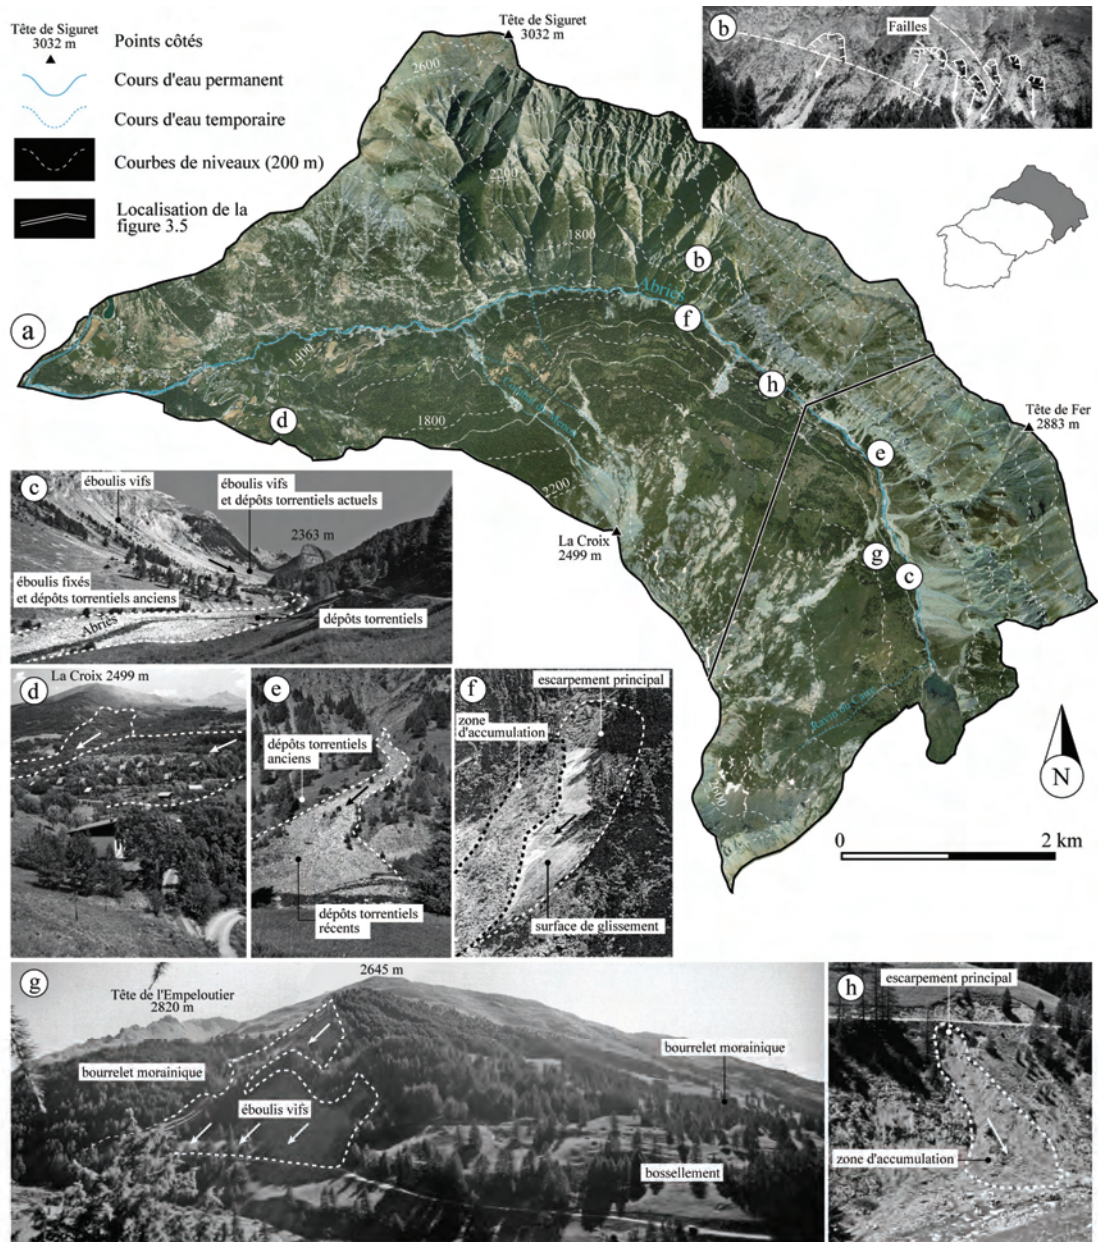 Tête de Siguret
3032 m
Points côtés
Cours d'eau permanent
Cours d'eau temporaire
Courbes de niveaux (200 m)
Localisation de la
figure 3.5
Tête de Siguret
3032 m
b
Failles
2600
2200
1800
b
a
Abriès
f
1400
h
d
1800
Tête de Fer
2883 m
e
2200
La Croix
2499 m
g
c
N
0
2 km
c
éboulis vifs
éboulis vifs
et dépôts torrentiels actuels
2363 m
éboulis fixés
et dépôts torrentiels anciens
Abriès
dépôts torrentiels
d
La Croix 2499 m
e
dépôts torrentiels
anciens
dépôts torrentiels
récents
f
escarpement principal
zone
d'accumulation
surface de glissement
g
2645 m
Tête de l'Empeloutier
2820 m
bourrelet morainique
bourrelet morainique
éboulis vifs
bossellement
h
escarpement principal
zone d'accumulation